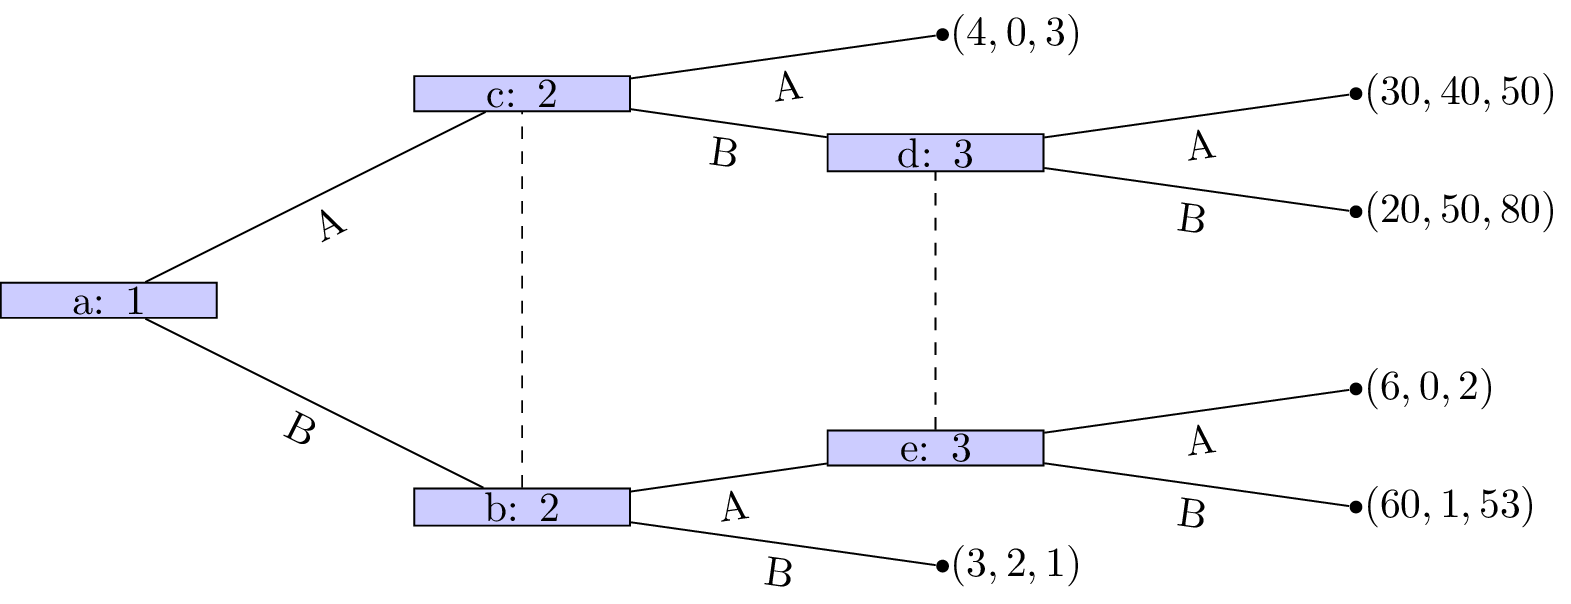 (4, 0, 3)
c: 2
A
(30, 40, 50)
B
d: 3
A
A
(20, 50, 80)
B
a: 1
(6, 0, 2)
B
e: 3
A
b: 2
A
(60, 1, 53)
B
B
(3, 2, 1)